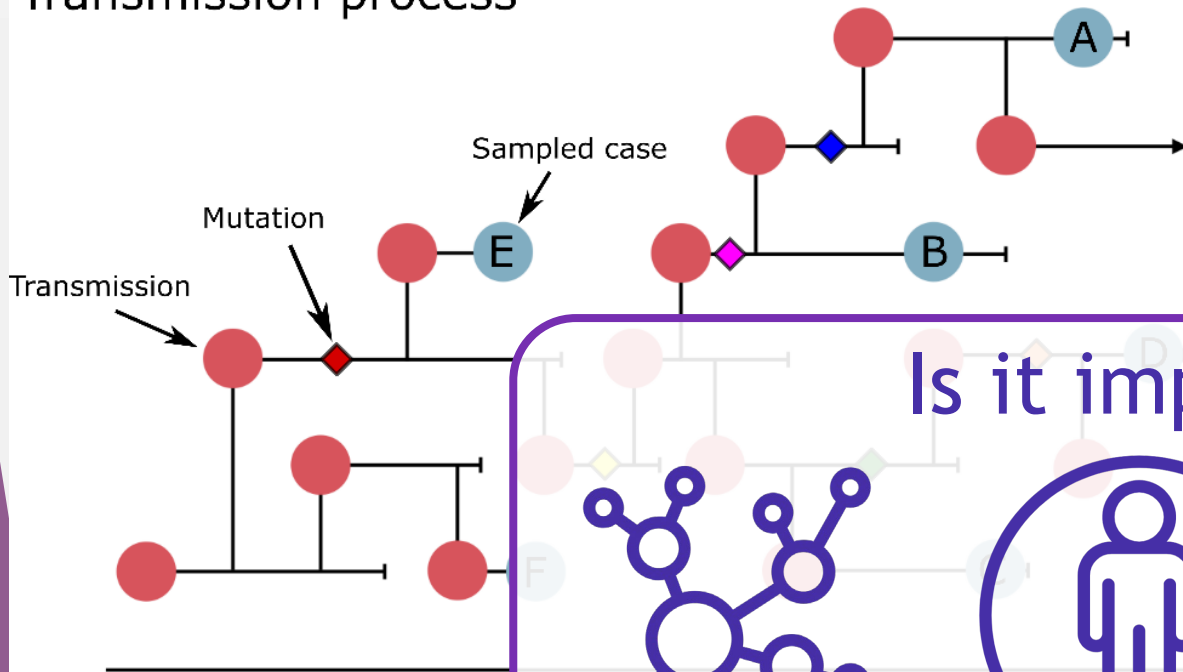 Transmission process
A
Sampled case
Mutation
E
B
Transmission
D
Is it imp
F
C